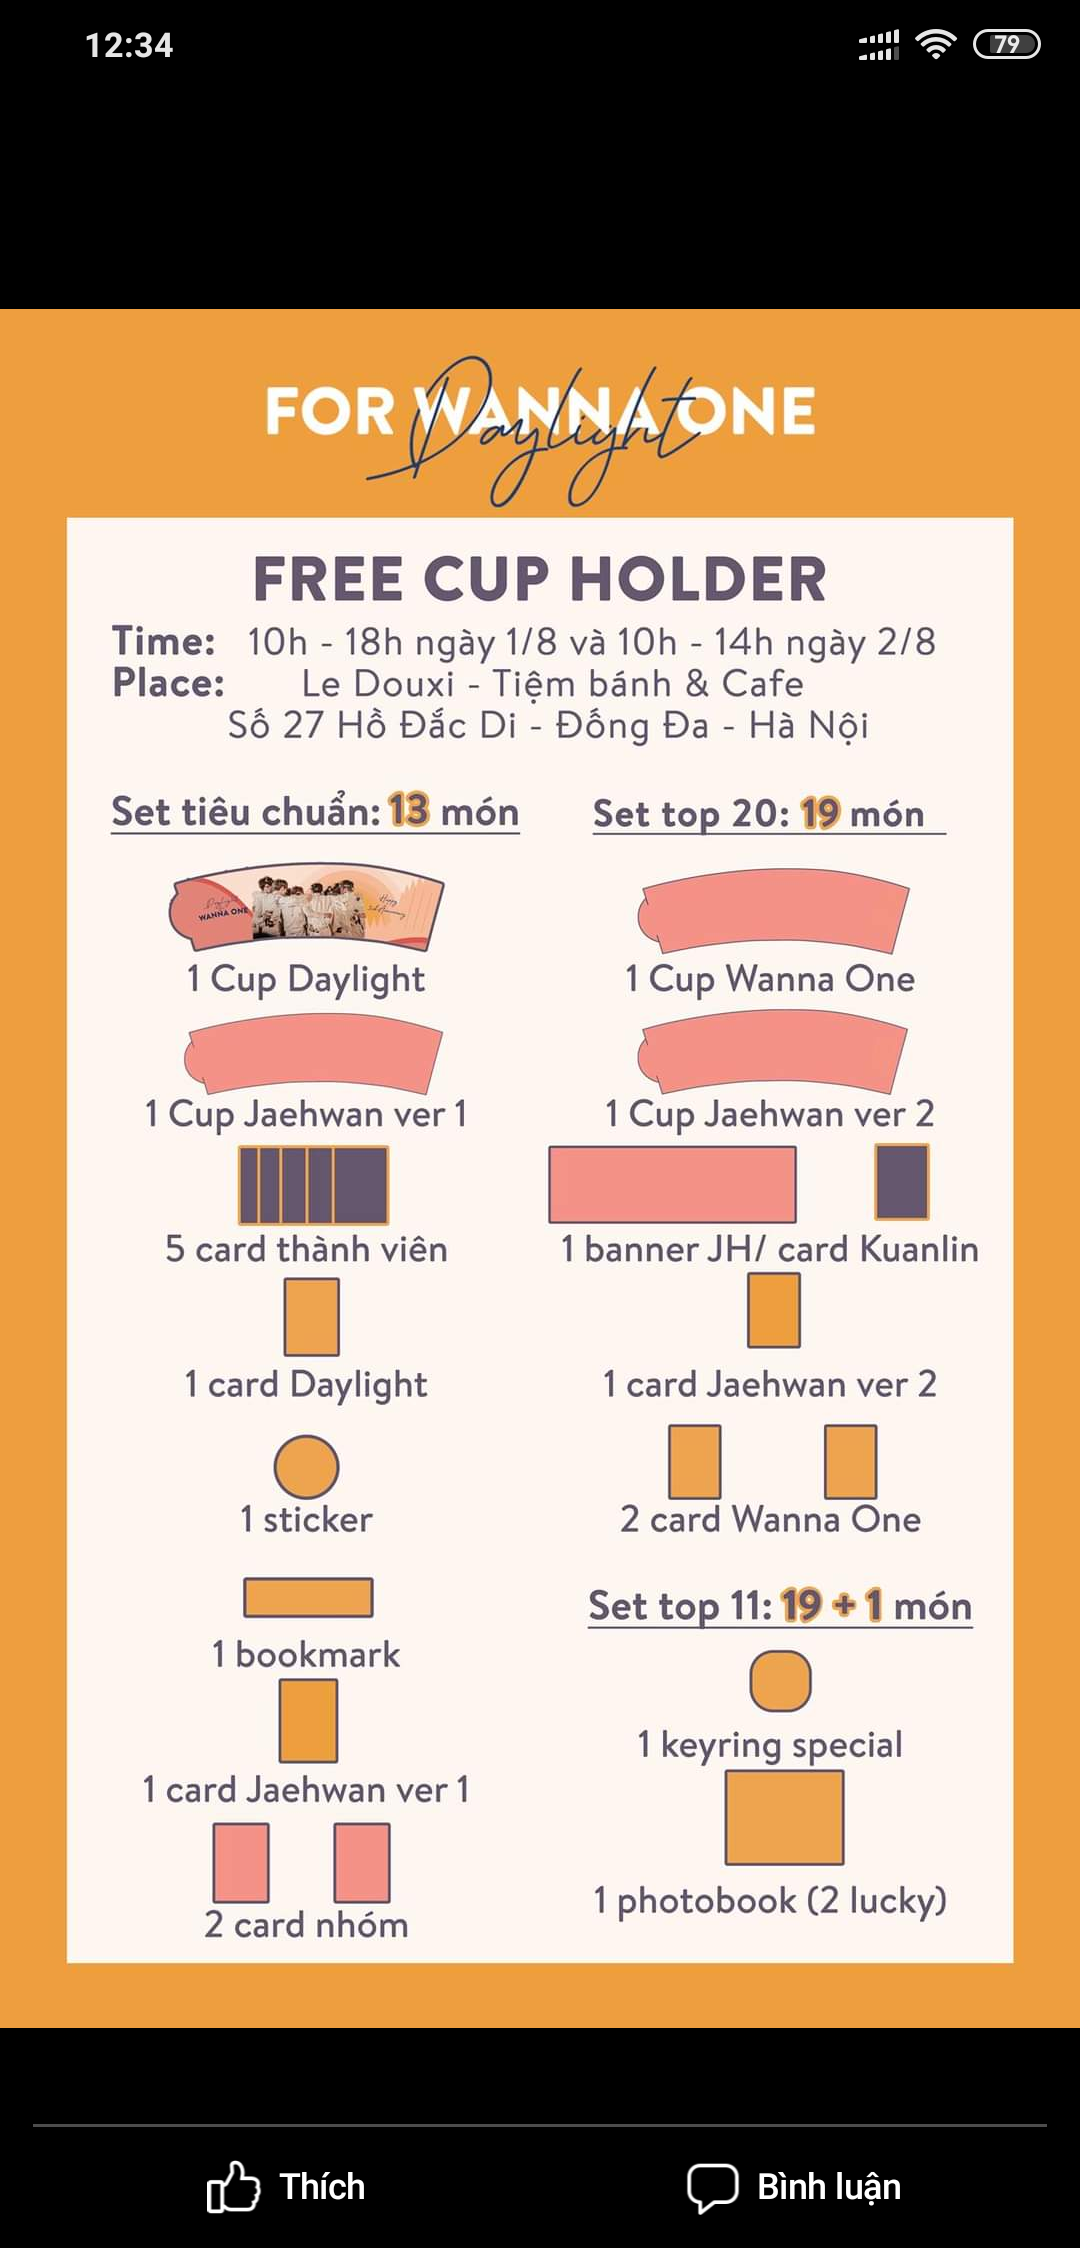 12:34
79
FOR WANNA ONE
Daylight
FREE CUP HOLDER
Time: 10h - 18h ngày 1/8 và 10h - 14h ngày 2/8
Place: Le Douxi - Tiệm bánh & Cafe
Số 27 Hồ Đắc Di - Đống Đa - Hà Nội
Set tiêu chuẩn: 13 món
Daylight
WANNA ONE
Happy
Anniversary
1 Cup Daylight
1 Cup Jaehwan ver 1
5 card thành viên
1 card Daylight
1 sticker
1 bookmark
1 card Jaehwan ver 1
2 card nhóm
Set top 20: 19 món
1 Cup Wanna One
1 Cup Jaehwan ver 2
1 banner JH/ card Kuanlin
1 card Jaehwan ver 2
2 card Wanna One
Set top 11: 19 + 1 món
1 keyring special
1 photobook (2 lucky)
Thích
Bình luận